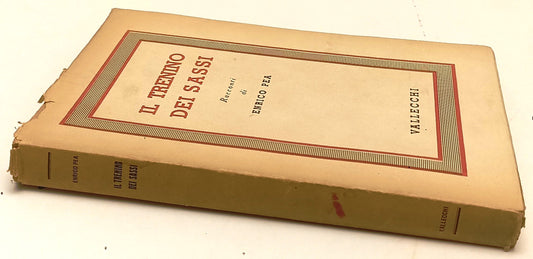 IL TRENINO
DEI SASSI
Racconti
di
ENRICO PEA
VALLECCHI
ENRICO PEA
IL TRENINO
DEI SASSI
VALLECCHI